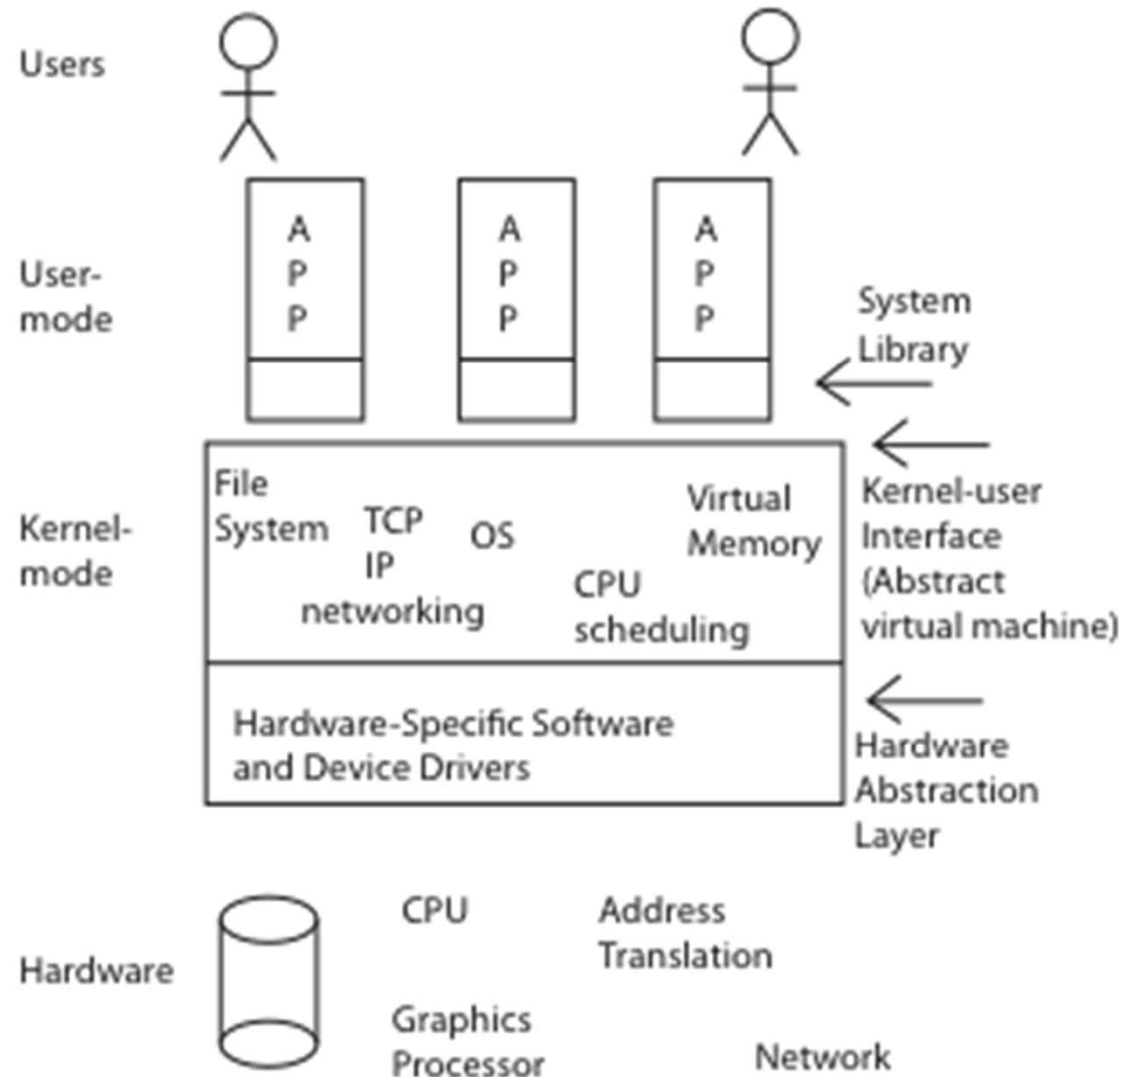 Users
A
P
P
A
P
P
A
P
P
User-
mode
System
Library
Kernel-
mode
File
System
TCP
IP
networking
OS
CPU
scheduling
Virtual
Memory
Kernel-user
Interface
(Abstract
virtual machine)
Hardware-Specific Software
and Device Drivers
Hardware
Abstraction
Layer
Hardware
CPU
Address
Translation
Graphics
Processor
Network